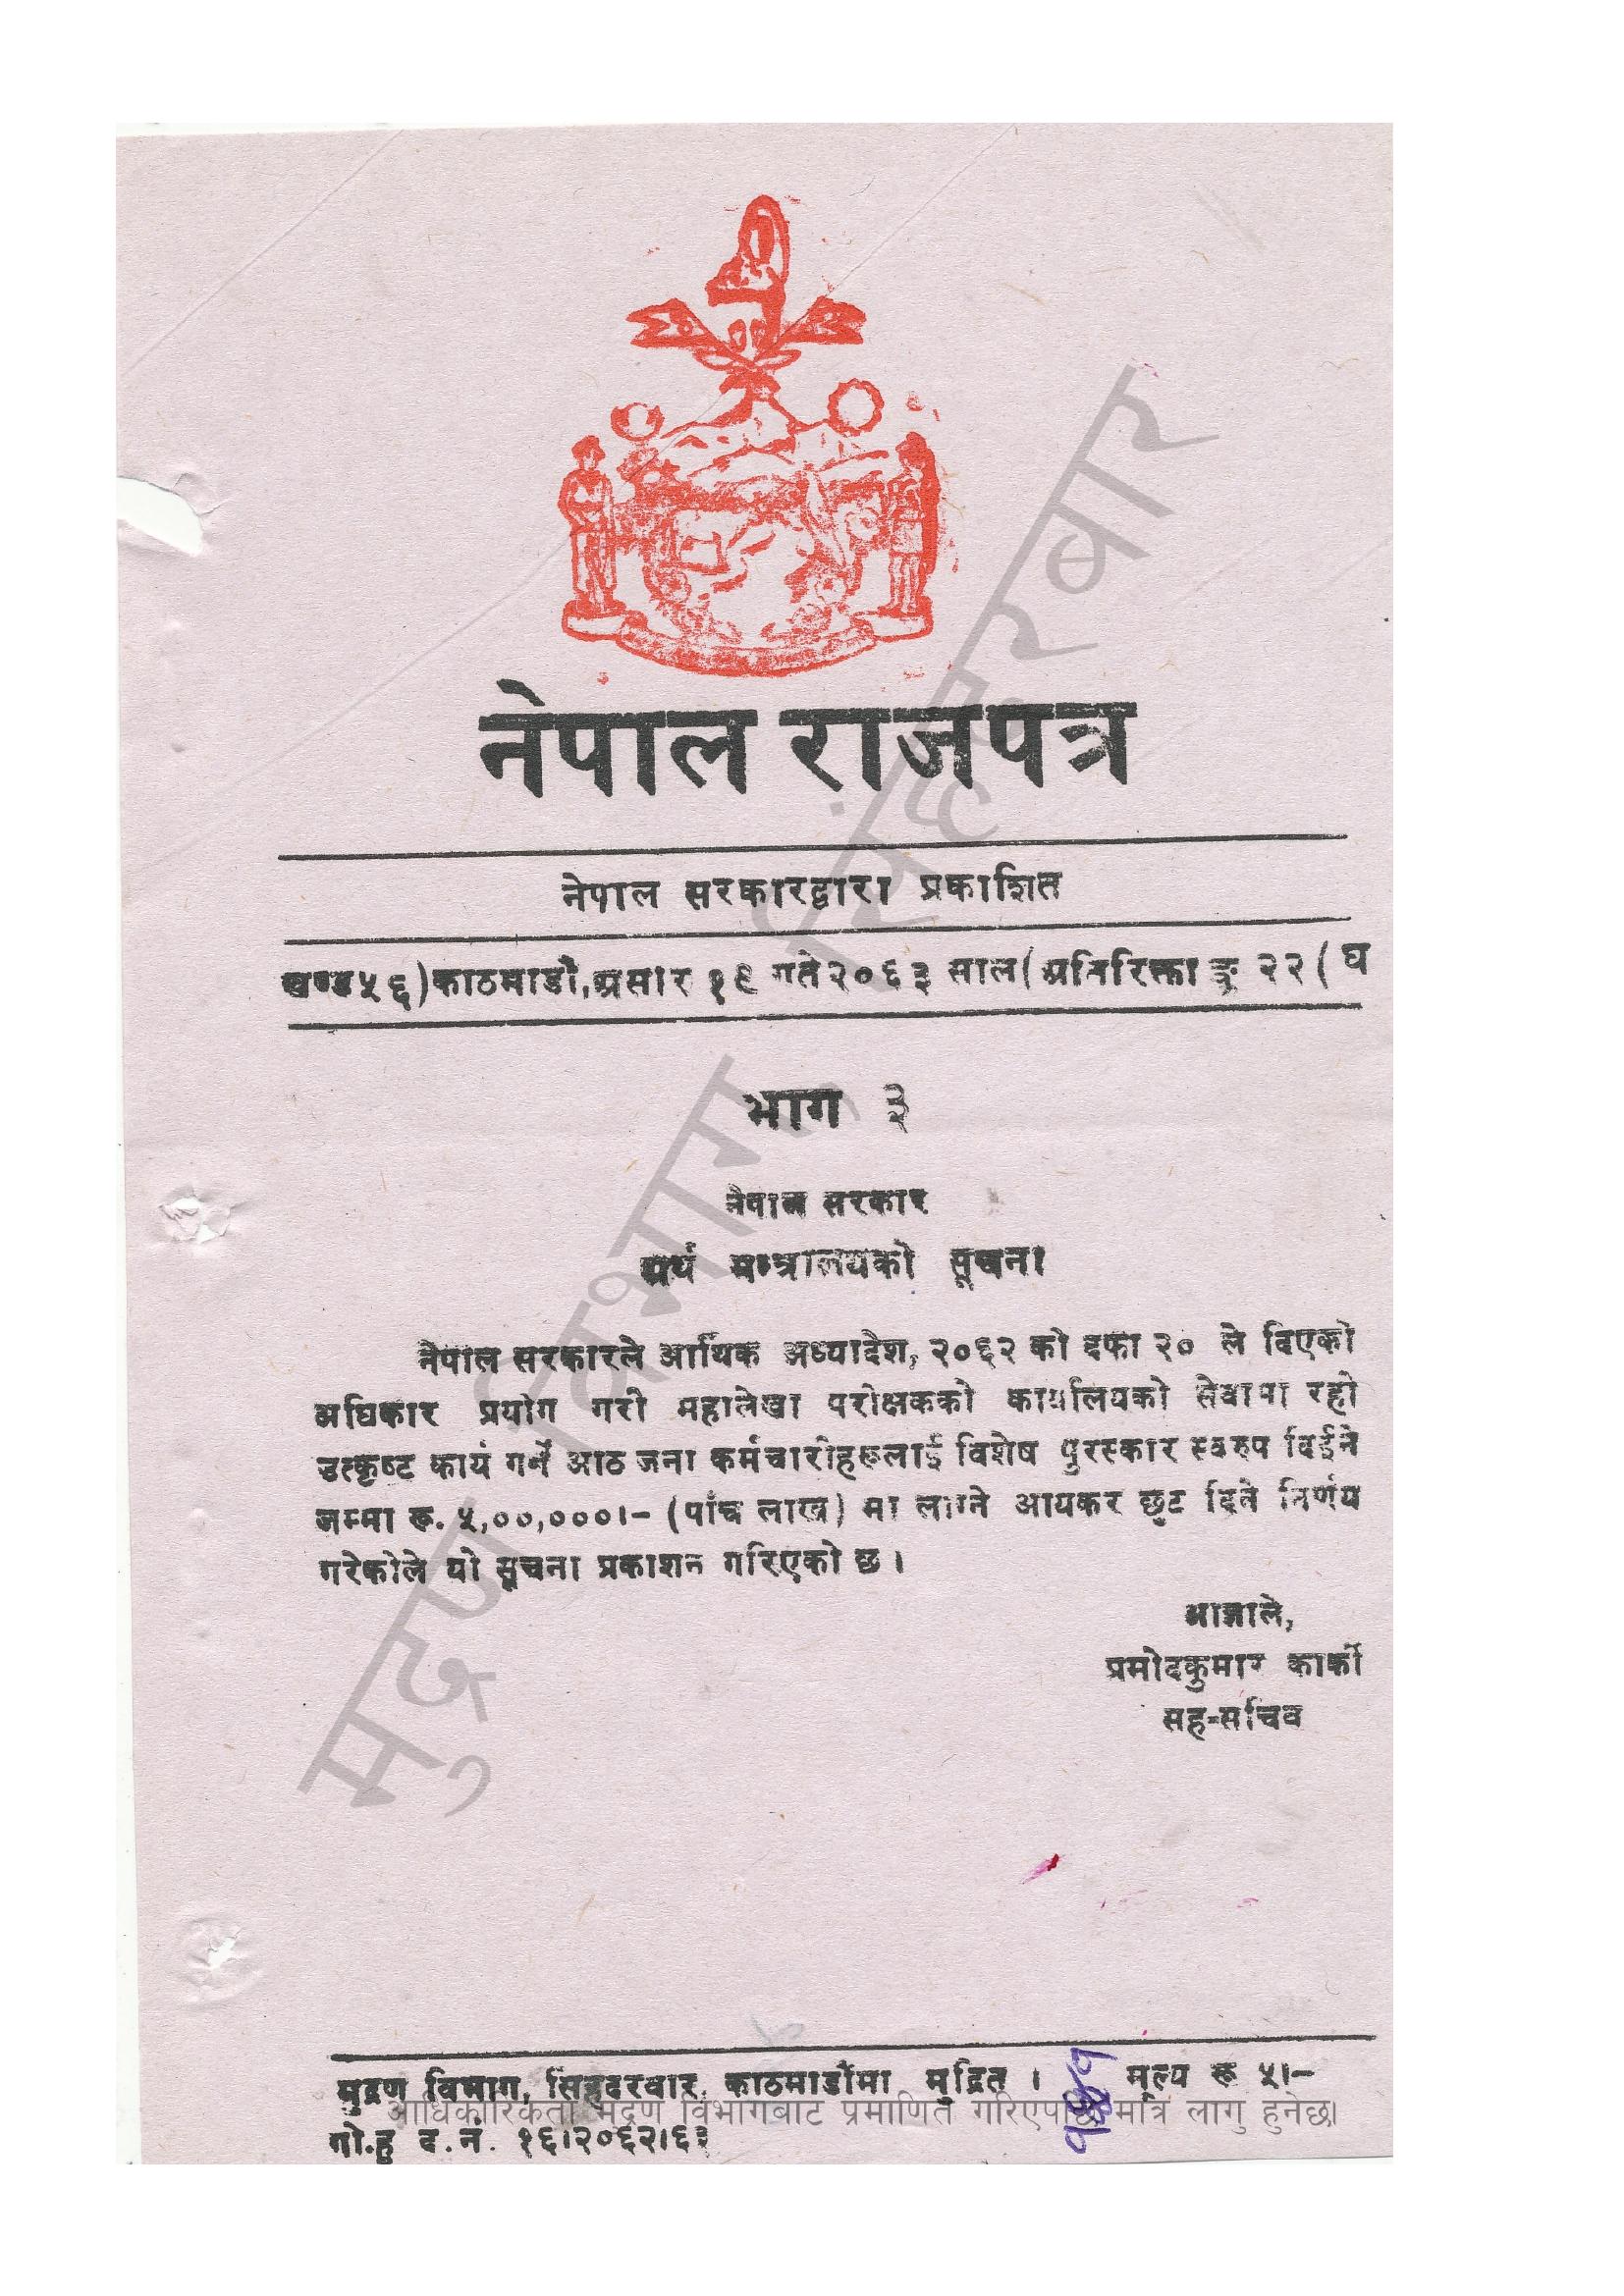 नेपाल राजपत्र
नेपाल सरकारद्वारा प्रकाशित
खण्ड ५६) काठमाडौं, असार १९ गते २०६३ साल (अतिरिक्ताङ्क २२ (घ
भाग ३
नेपाल सरकार
अर्थ मन्त्रालयको सूचना
नेपाल सरकारले आर्थिक अध्यादेश, २०६२ को दफा २० ले दिएको
अधिकार प्रयोग गरी महालेखा परीक्षकको कार्यालयको सेवामा रही
उत्कृष्ट कार्य गर्ने आठ जना कर्मचारीहरूलाई विशेष पुरस्कार स्वरुप दिईने
जम्मा रू. ५,००,०००।– (पाँच लाख) मा लाग्ने आयकर छुट दिने निर्णय
गरेकोले यो सूचना प्रकाशन गरिएको छ ।
आज्ञाले,
प्रमोदकुमार कार्की
सह-सचिव
मुद्रण विभाग, सिंहदरवार
मुद्रण विभाग, सिंहदरवार, काठमाडौंमा मुद्रित । मूल्य रू ५।–
आधिकारिकता मुद्रण विभागबाट प्रमाणित गरिएपछि मात्र लागु हुनेछ।
गो.हु द.नं. १६।२०६२।६३